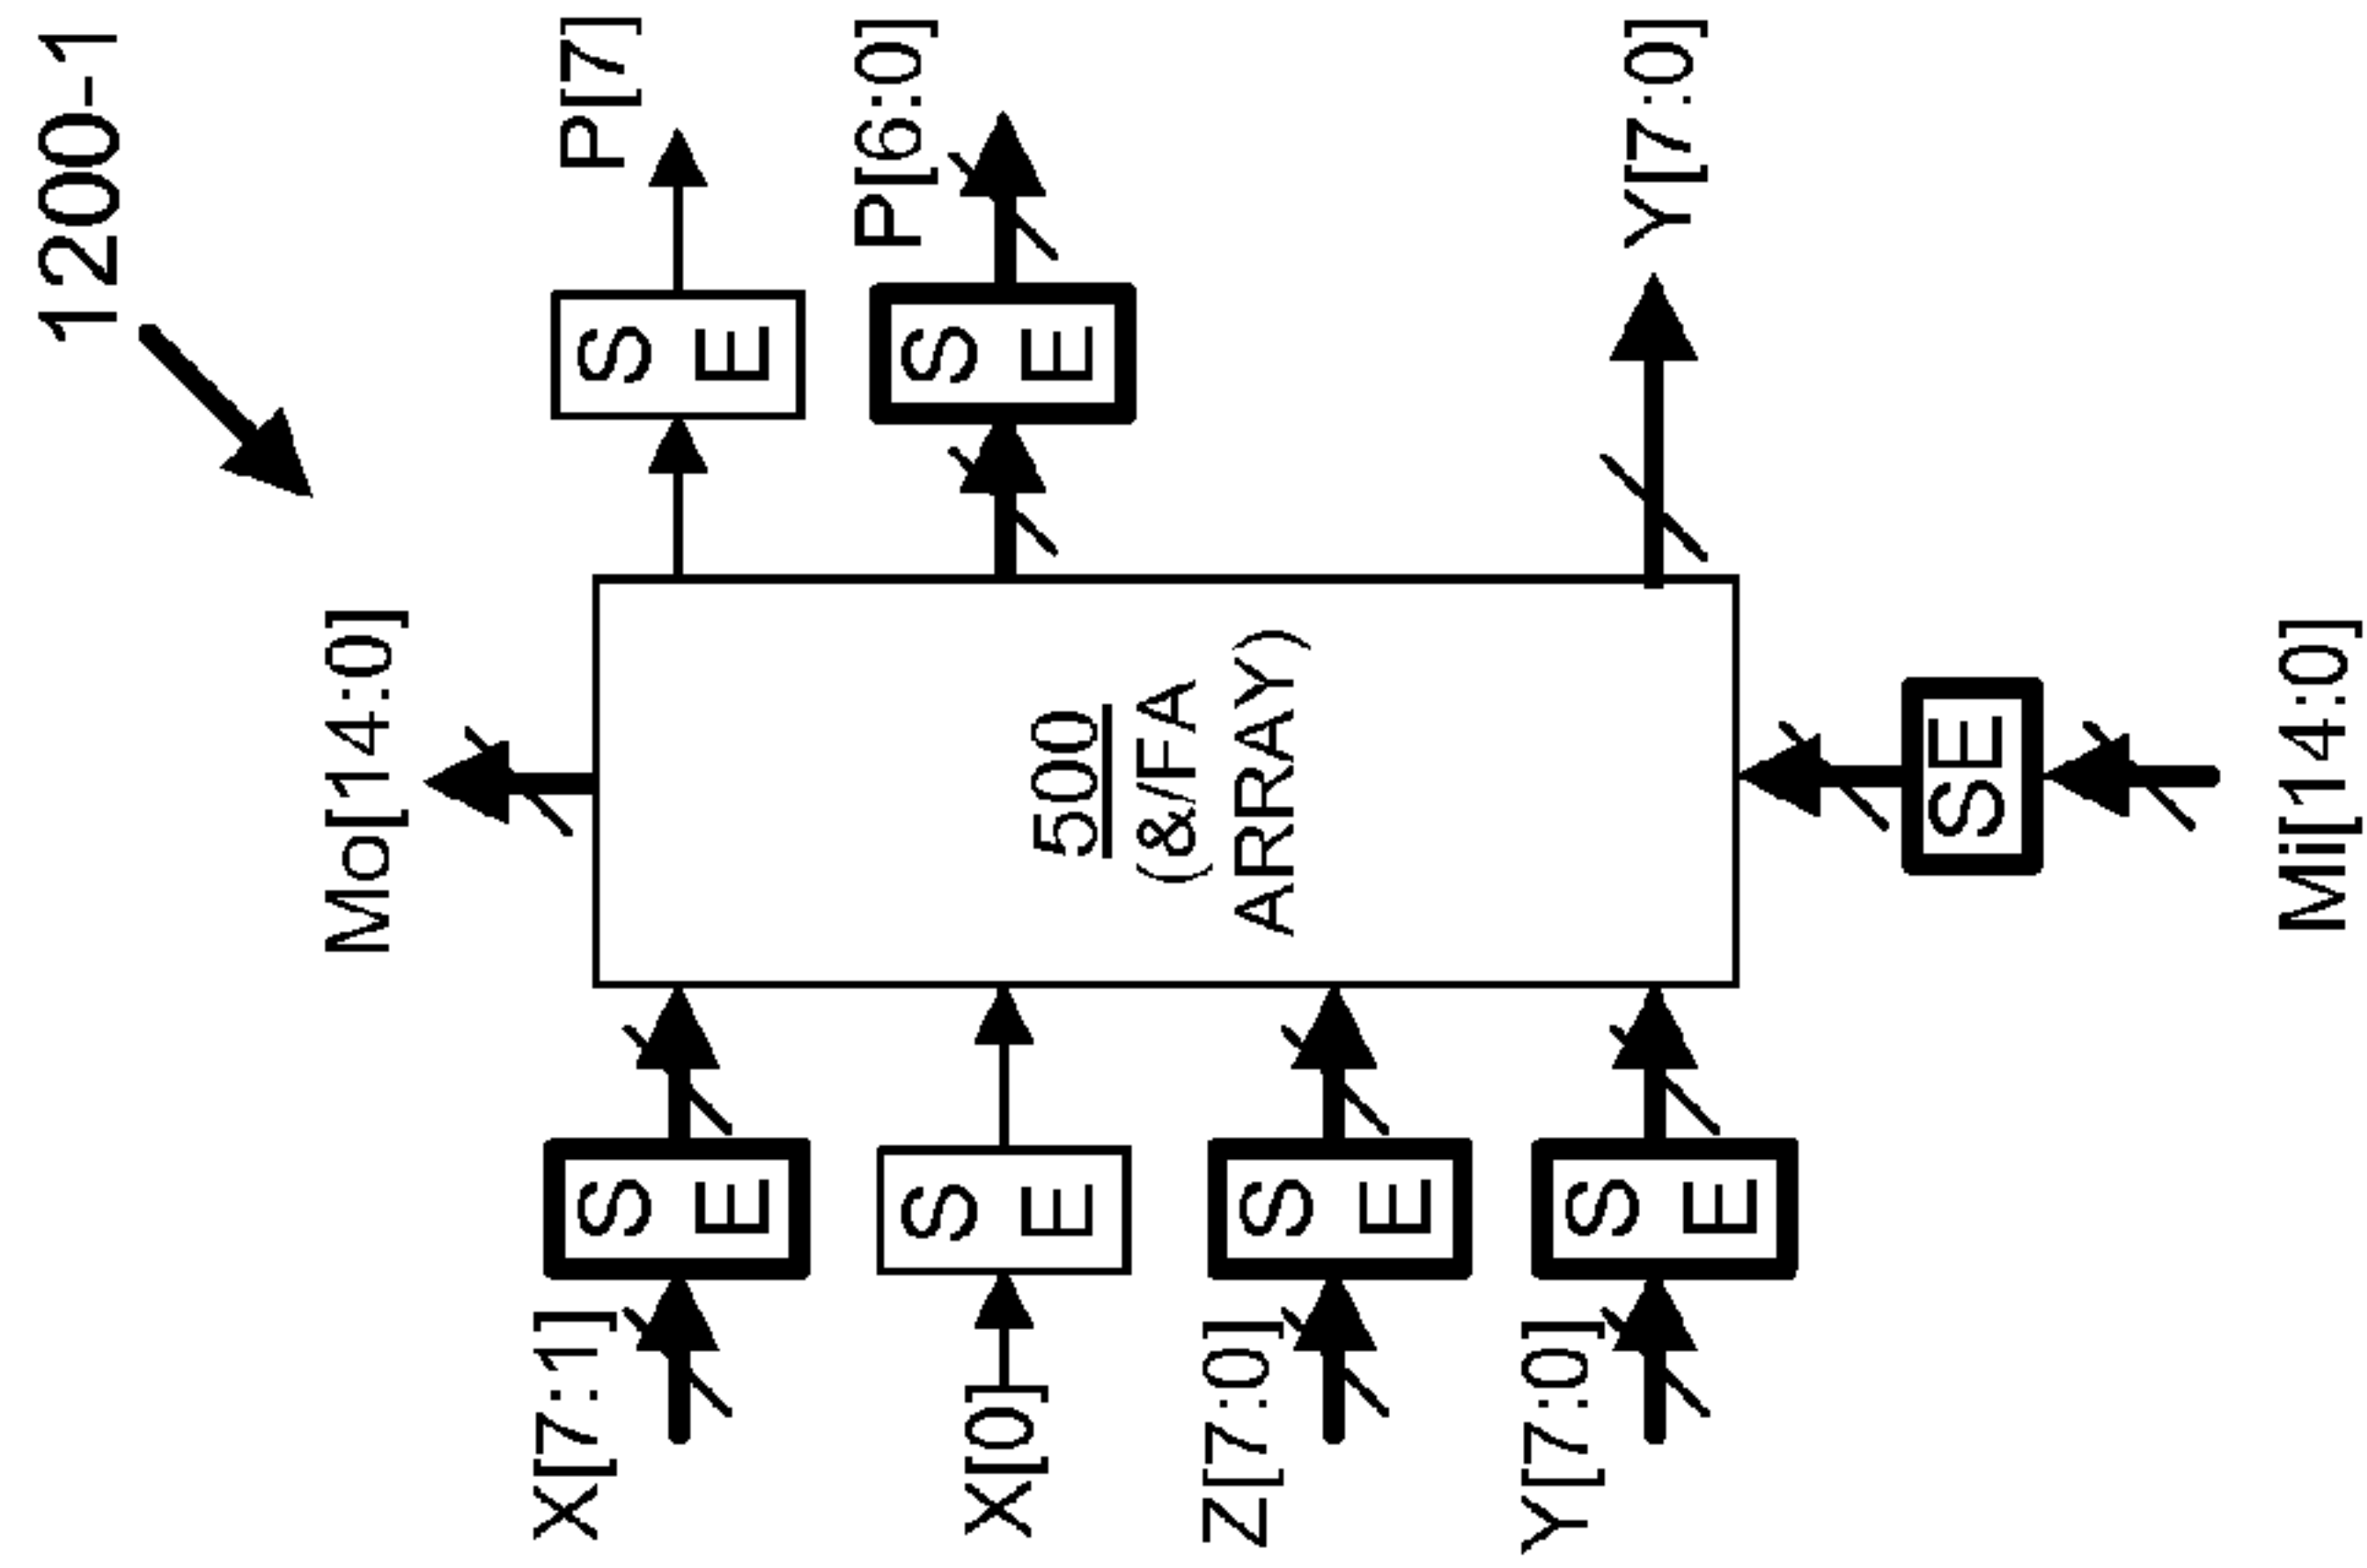 1200-1
Mo[14:0]
X[7:1]
S
E
S
E
P[7]
X[0]
S
E
S
E
P[6:0]
500
(&/FA
ARRAY)
Z[7:0]
S
E
Y[7:0]
S
E
Y[7:0]
SE
Mi[14:0]